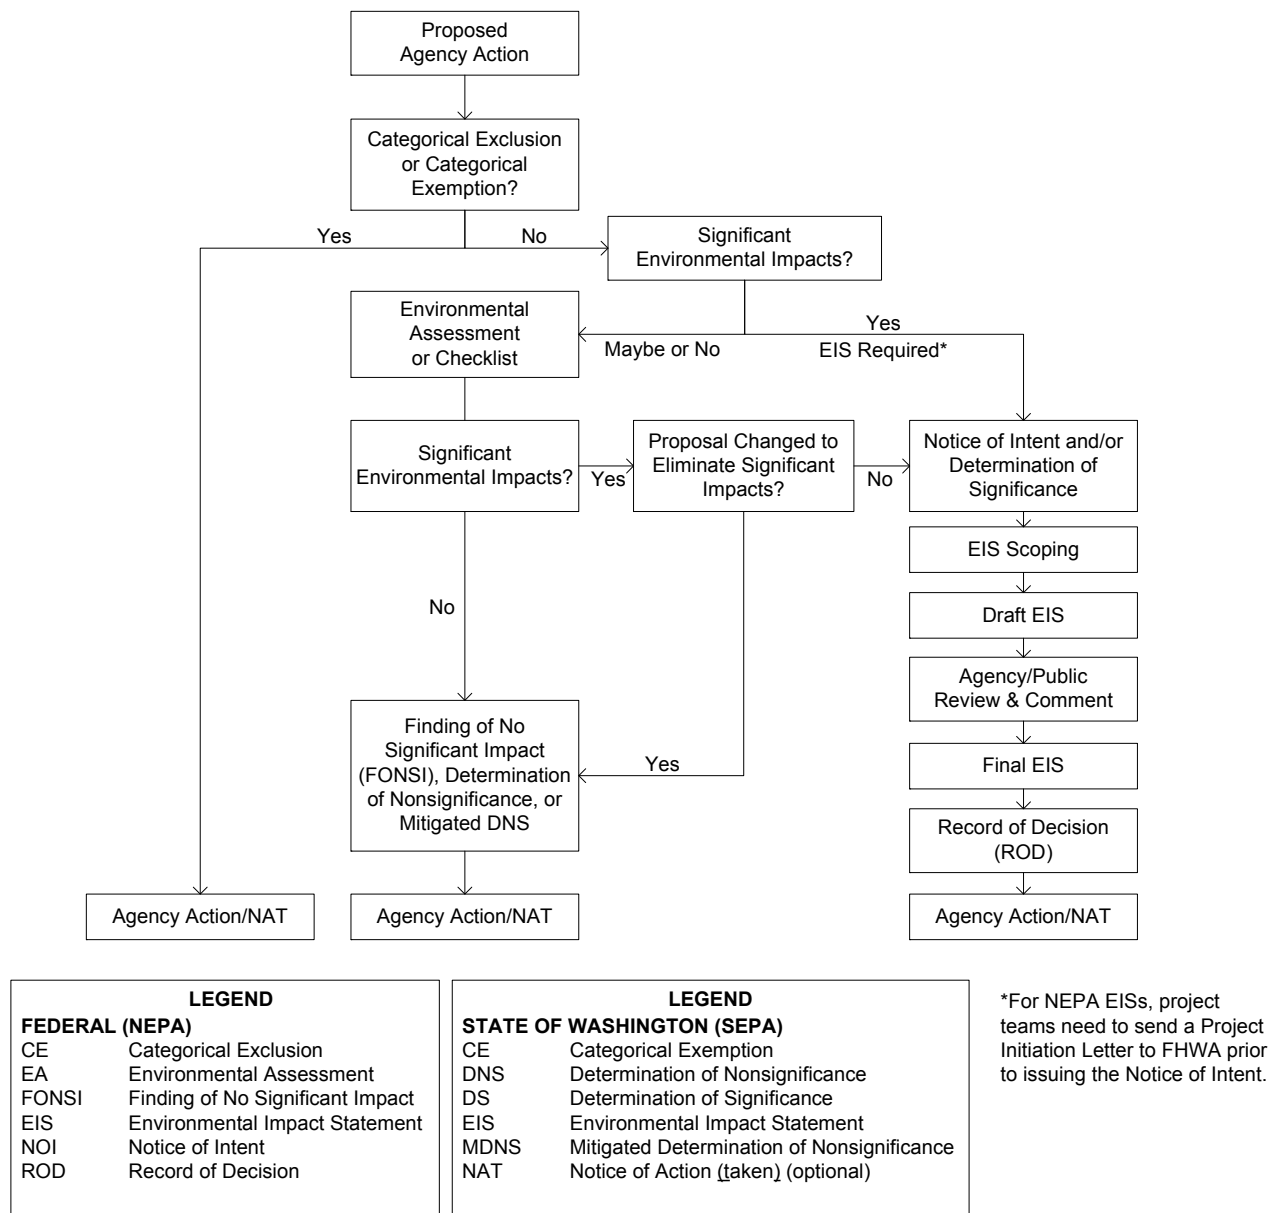 Proposed
Agency Action
Categorical Exclusion
or Categorical
Exemption?
Yes
No
Significant
Environmental Impacts?
Environmental
Assessment
or Checklist
Maybe or No
Yes
EIS Required*
Significant
Environmental Impacts?
Yes
Proposal Changed to
Eliminate Significant
Impacts?
No
Notice of Intent and/or
Determination of
Significance
EIS Scoping
Draft EIS
Agency/Public
Review & Comment
Final EIS
Record of Decision
(ROD)
Agency Action/NAT
No
Yes
Finding of No
Significant Impact
(FONSI), Determination
of Nonsignificance, or
Mitigated DNS
Agency Action/NAT
Agency Action/NAT
LEGEND
FEDERAL (NEPA)
CE Categorical Exclusion
EA Environmental Assessment
FONSI Finding of No Significant Impact
EIS Environmental Impact Statement
NOI Notice of Intent
ROD Record of Decision
LEGEND
STATE OF WASHINGTON (SEPA)
CE Categorical Exemption
DNS Determination of Nonsignificance
DS Determination of Significance
EIS Environmental Impact Statement
MDNS Mitigated Determination of Nonsignificance
NAT Notice of Action (taken) (optional)
*For NEPA EISs, project
teams need to send a Project
Initiation Letter to FHWA prior
to issuing the Notice of Intent.